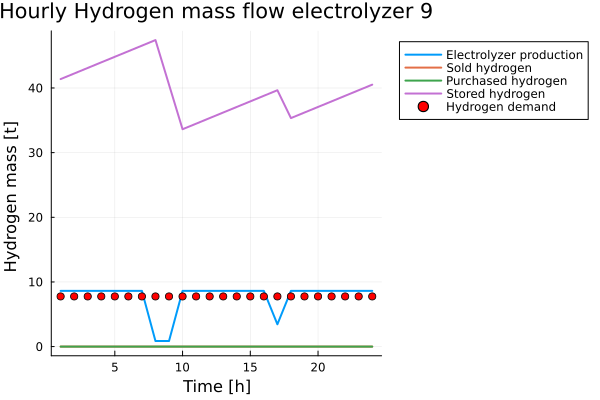 Hourly Hydrogen mass flow electrolyzer 9
Electrolyzer production
Sold hydrogen
Purchased hydrogen
Stored hydrogen
Hydrogen demand
Hydrogen mass [t]
40
30
20
10
0
5
10
15
20
Time [h]